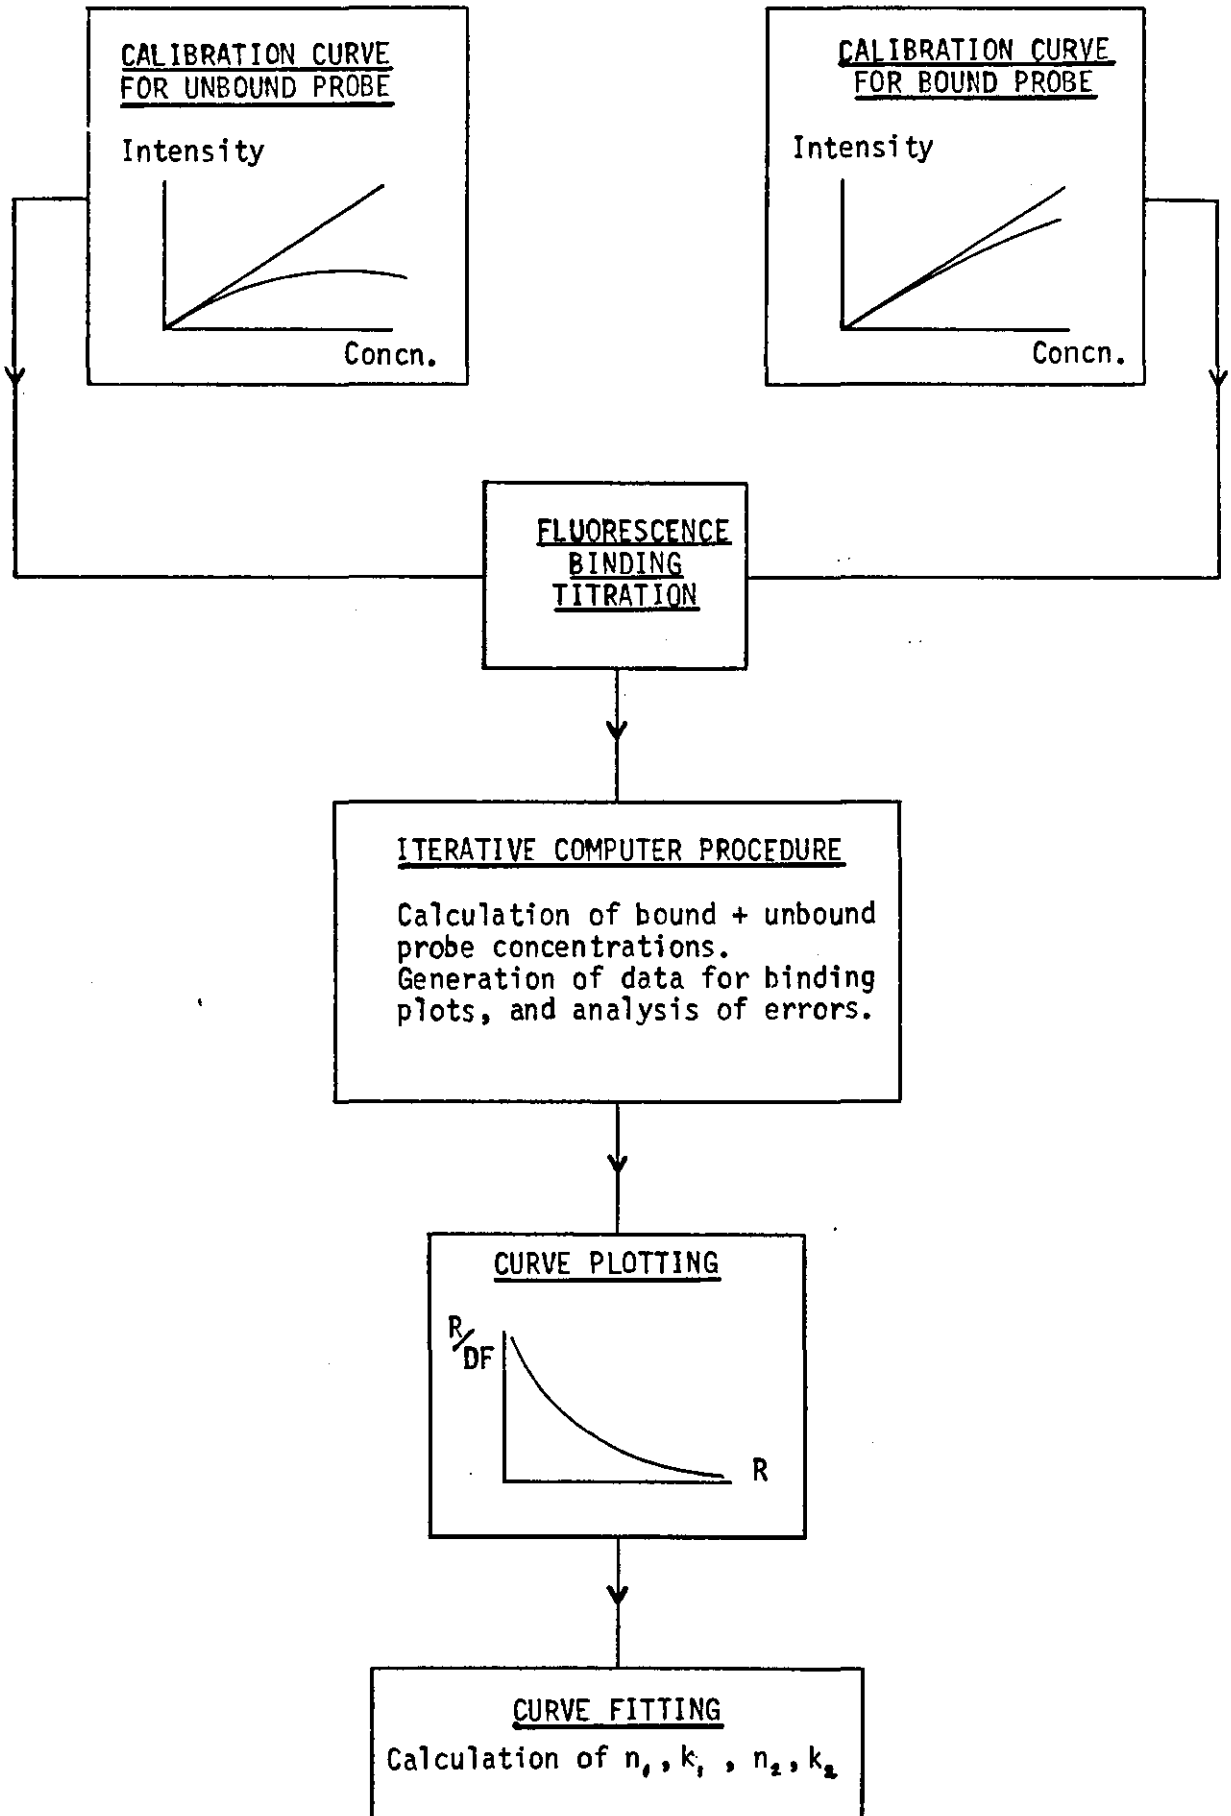 CALIBRATION CURVE
FOR UNBOUND PROBE
Intensity
Concn.
CALIBRATION CURVE
FOR BOUND PROBE
Intensity
Concn.
FLUORESCENCE
BINDING
TITRATION
ITERATIVE COMPUTER PROCEDURE
Calculation of bound + unbound
probe concentrations.
Generation of data for binding
plots, and analysis of errors.
CURVE PLOTTING
R/DF
R
CURVE FITTING
Calculation of n₁, k₁ , n₂, k₂